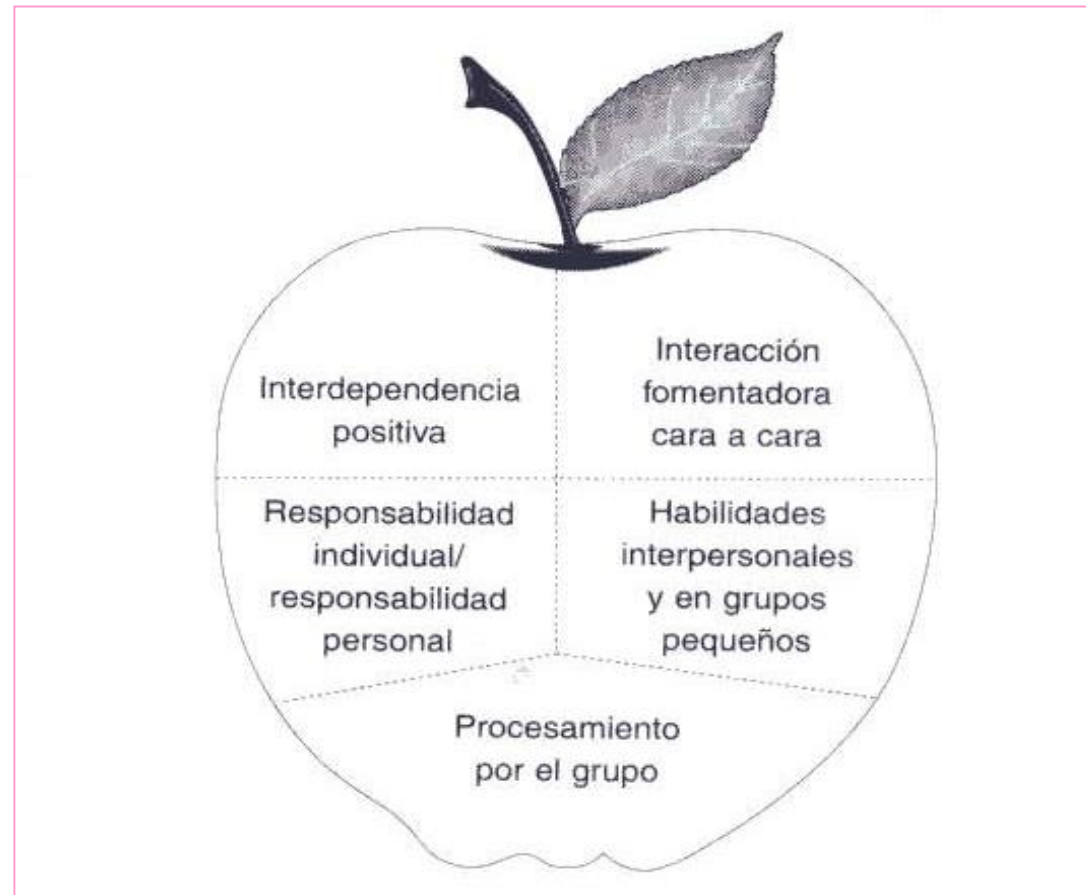 Interdependencia
positiva
Interacción
fomentadora
cara a cara
Responsabilidad
individual/
responsabilidad
personal
Habilidades
interpersonales
y en grupos
pequeños
Procesamiento
por el grupo